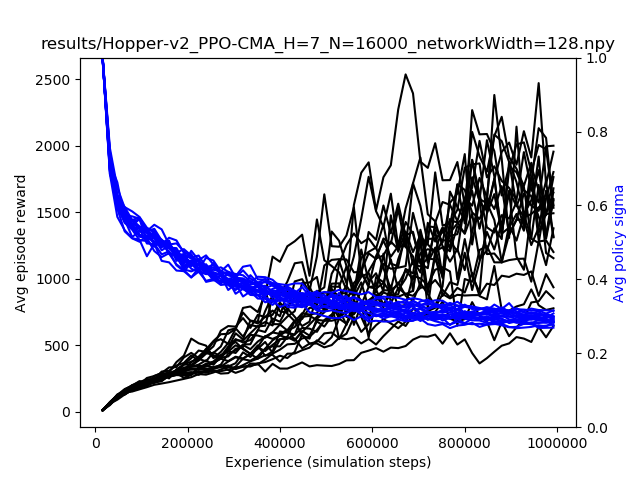 results/Hopper-v2_PPO-CMA_H=7_N=16000_networkWidth=128.npy
2500
2000
1500
1000
500
0
Avg episode reward
1.0
0.8
0.6
0.4
0.2
0.0
Avg policy sigma
0 200000 400000 600000 800000 1000000
Experience (simulation steps)